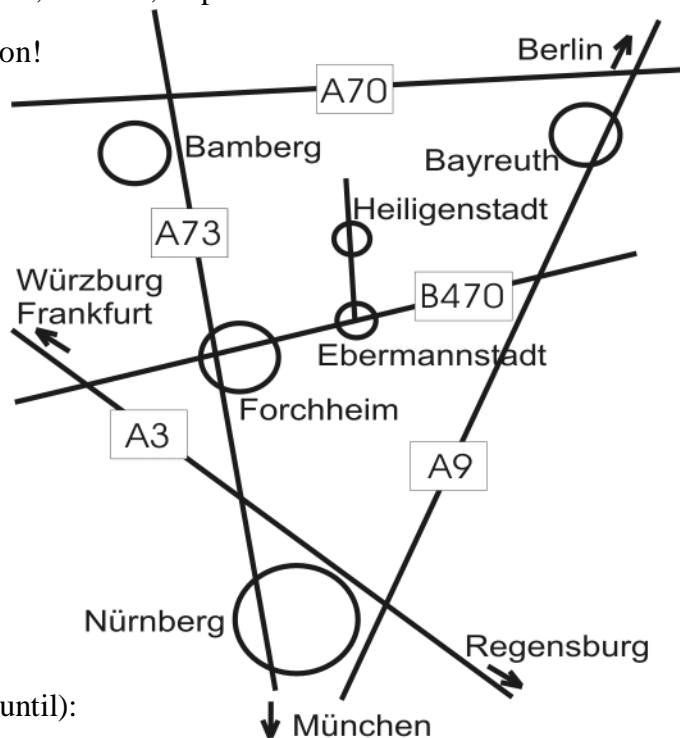 on!
Berlin
A70
Bamberg
Bayreuth
Heiligenstadt
A73
Würzburg
Frankfurt
B470
Ebermannstadt
Forchheim
A3
A9
Nürnberg
Regensburg
until):
München